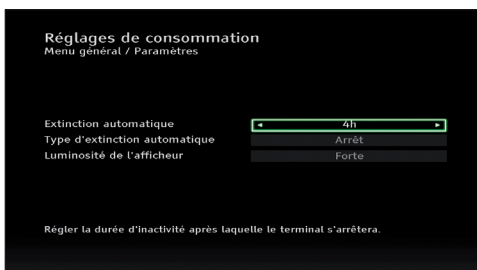 Réglages de consommation
Menu général / Paramètres
Extinction automatique 4h
Type d'extinction automatique Arrêt
Luminosité de l'afficheur Forte
Régler la durée d'inactivité après laquelle le terminal s'arrêtera.